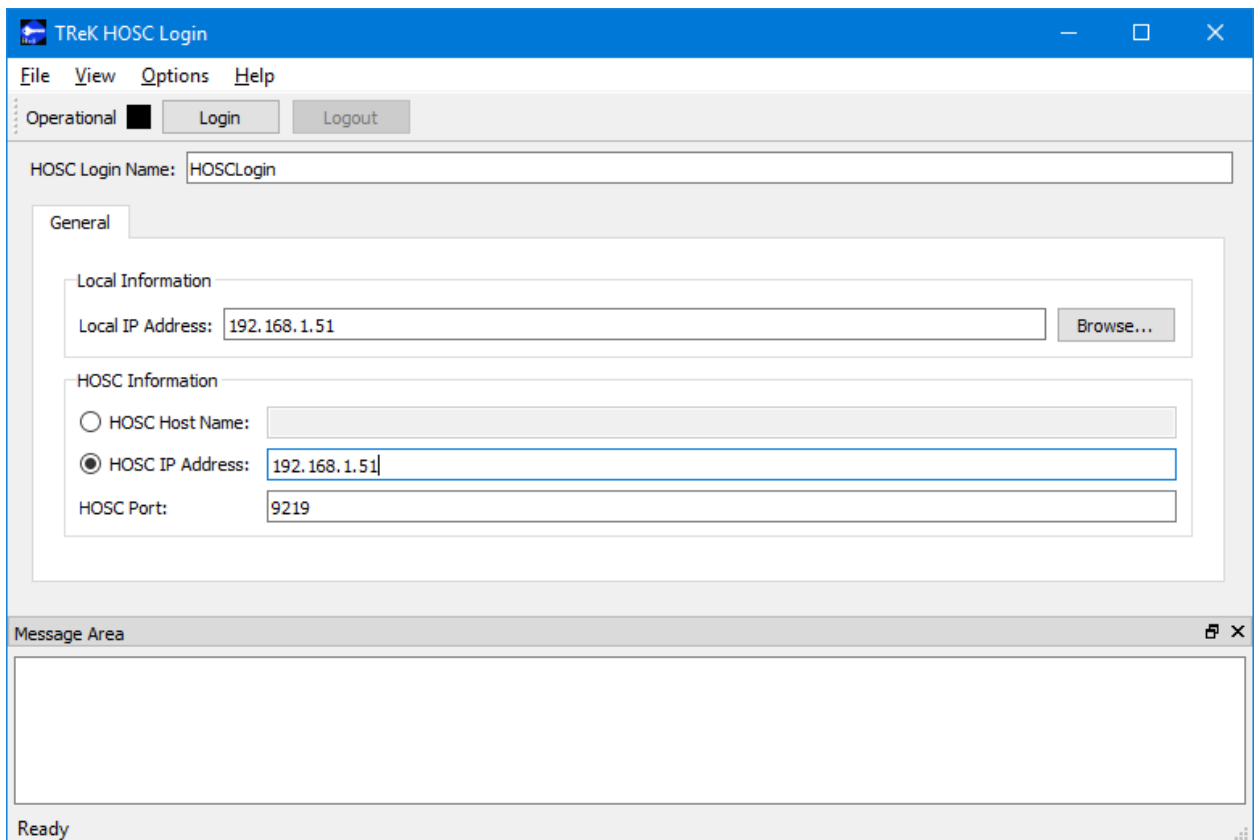 TReK HOSC Login
File View Options Help
Operational Login Logout
HOSC Login Name: HOSCLogin
General
Local Information
Local IP Address: 192.168.1.51 Browse...
HOSC Information
HOSC Host Name:
HOSC IP Address: 192.168.1.51
HOSC Port: 9219
Message Area
Ready